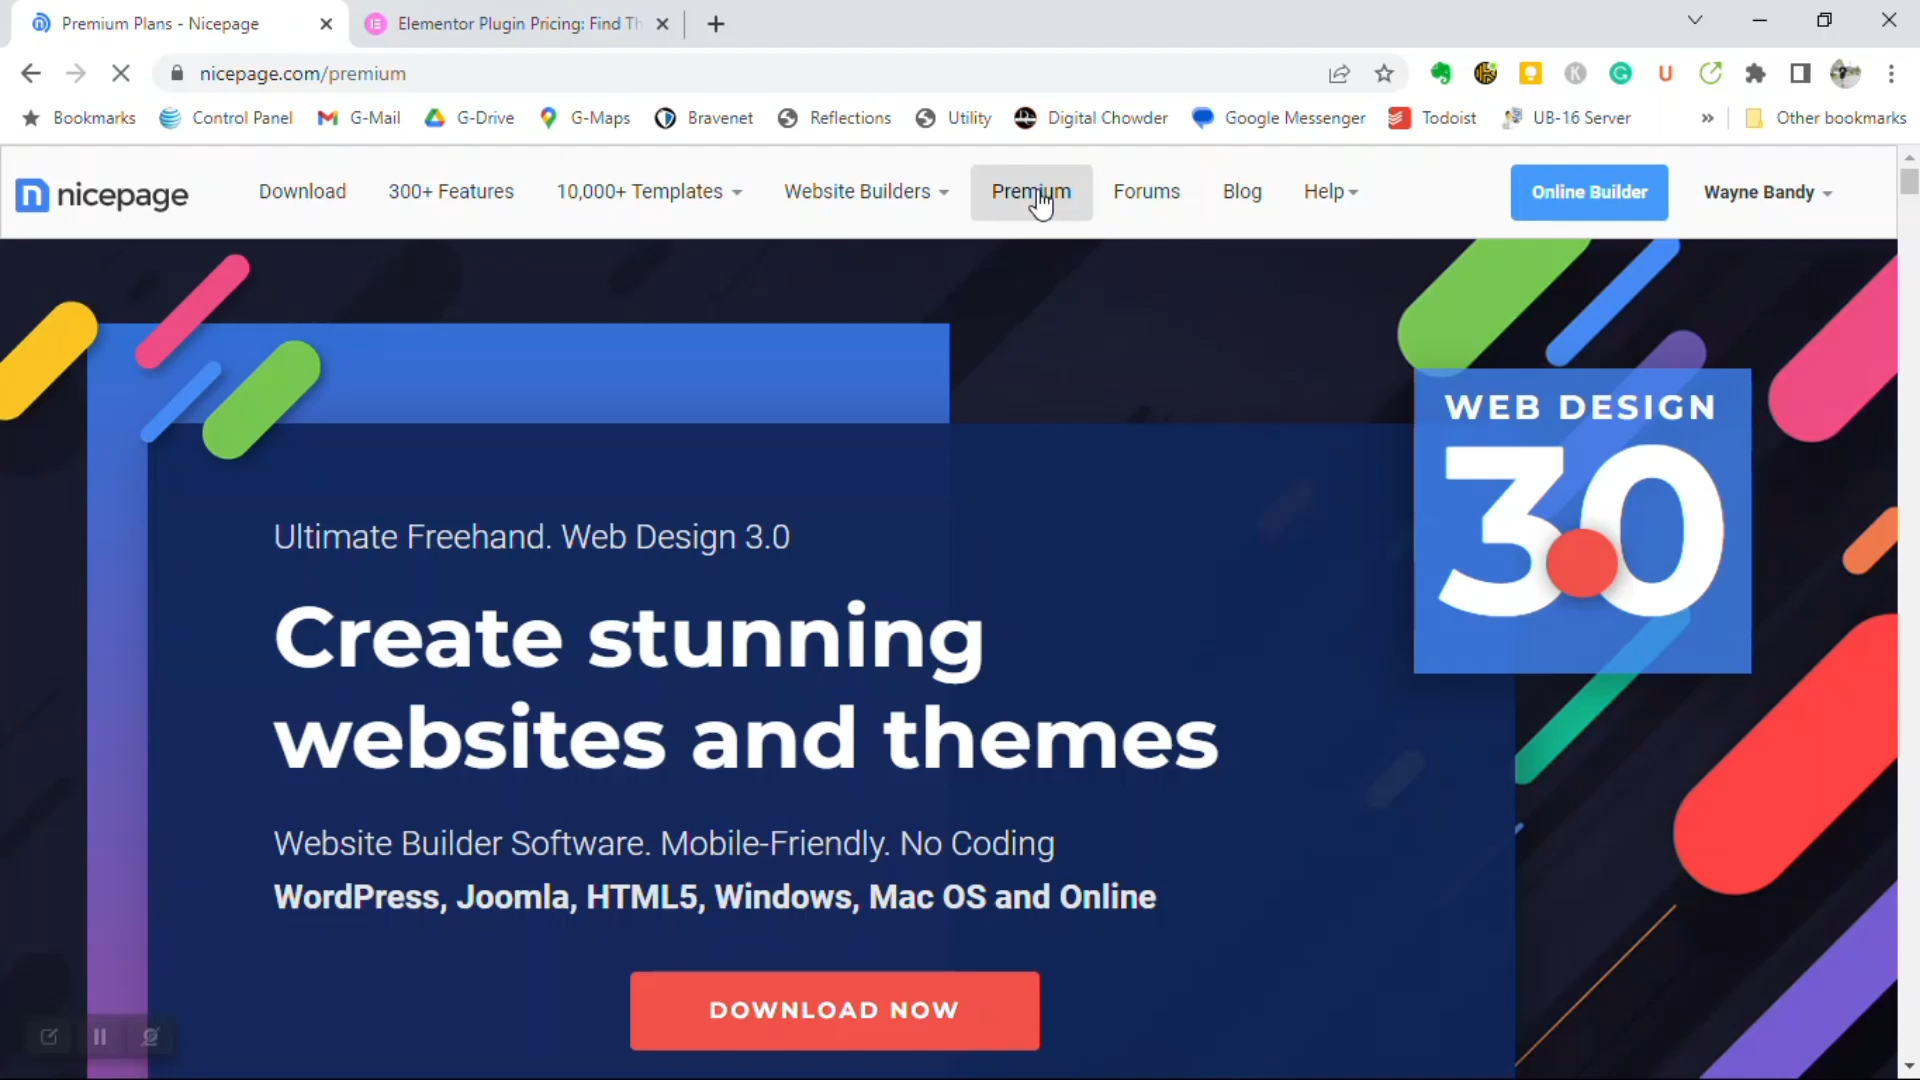 Premium Plans - Nicepage
Elementor Plugin Pricing: Find Th
nicepage.com/premium
Bookmarks
Control Panel
G-Mail
G-Drive
G-Maps
Bravenet
Reflections
Utility
Digital Chowder
Google Messenger
Todoist
UB-16 Server
»
Other bookmarks
nicepage
Download
300+ Features
10,000+ Templates
Website Builders
Premium
Forums
Blog
Help
Online Builder
Wayne Bandy
WEB DESIGN
3.0
Ultimate Freehand. Web Design 3.0
Create stunning
websites and themes
Website Builder Software. Mobile-Friendly. No Coding
WordPress, Joomla, HTML5, Windows, Mac OS and Online
DOWNLOAD NOW